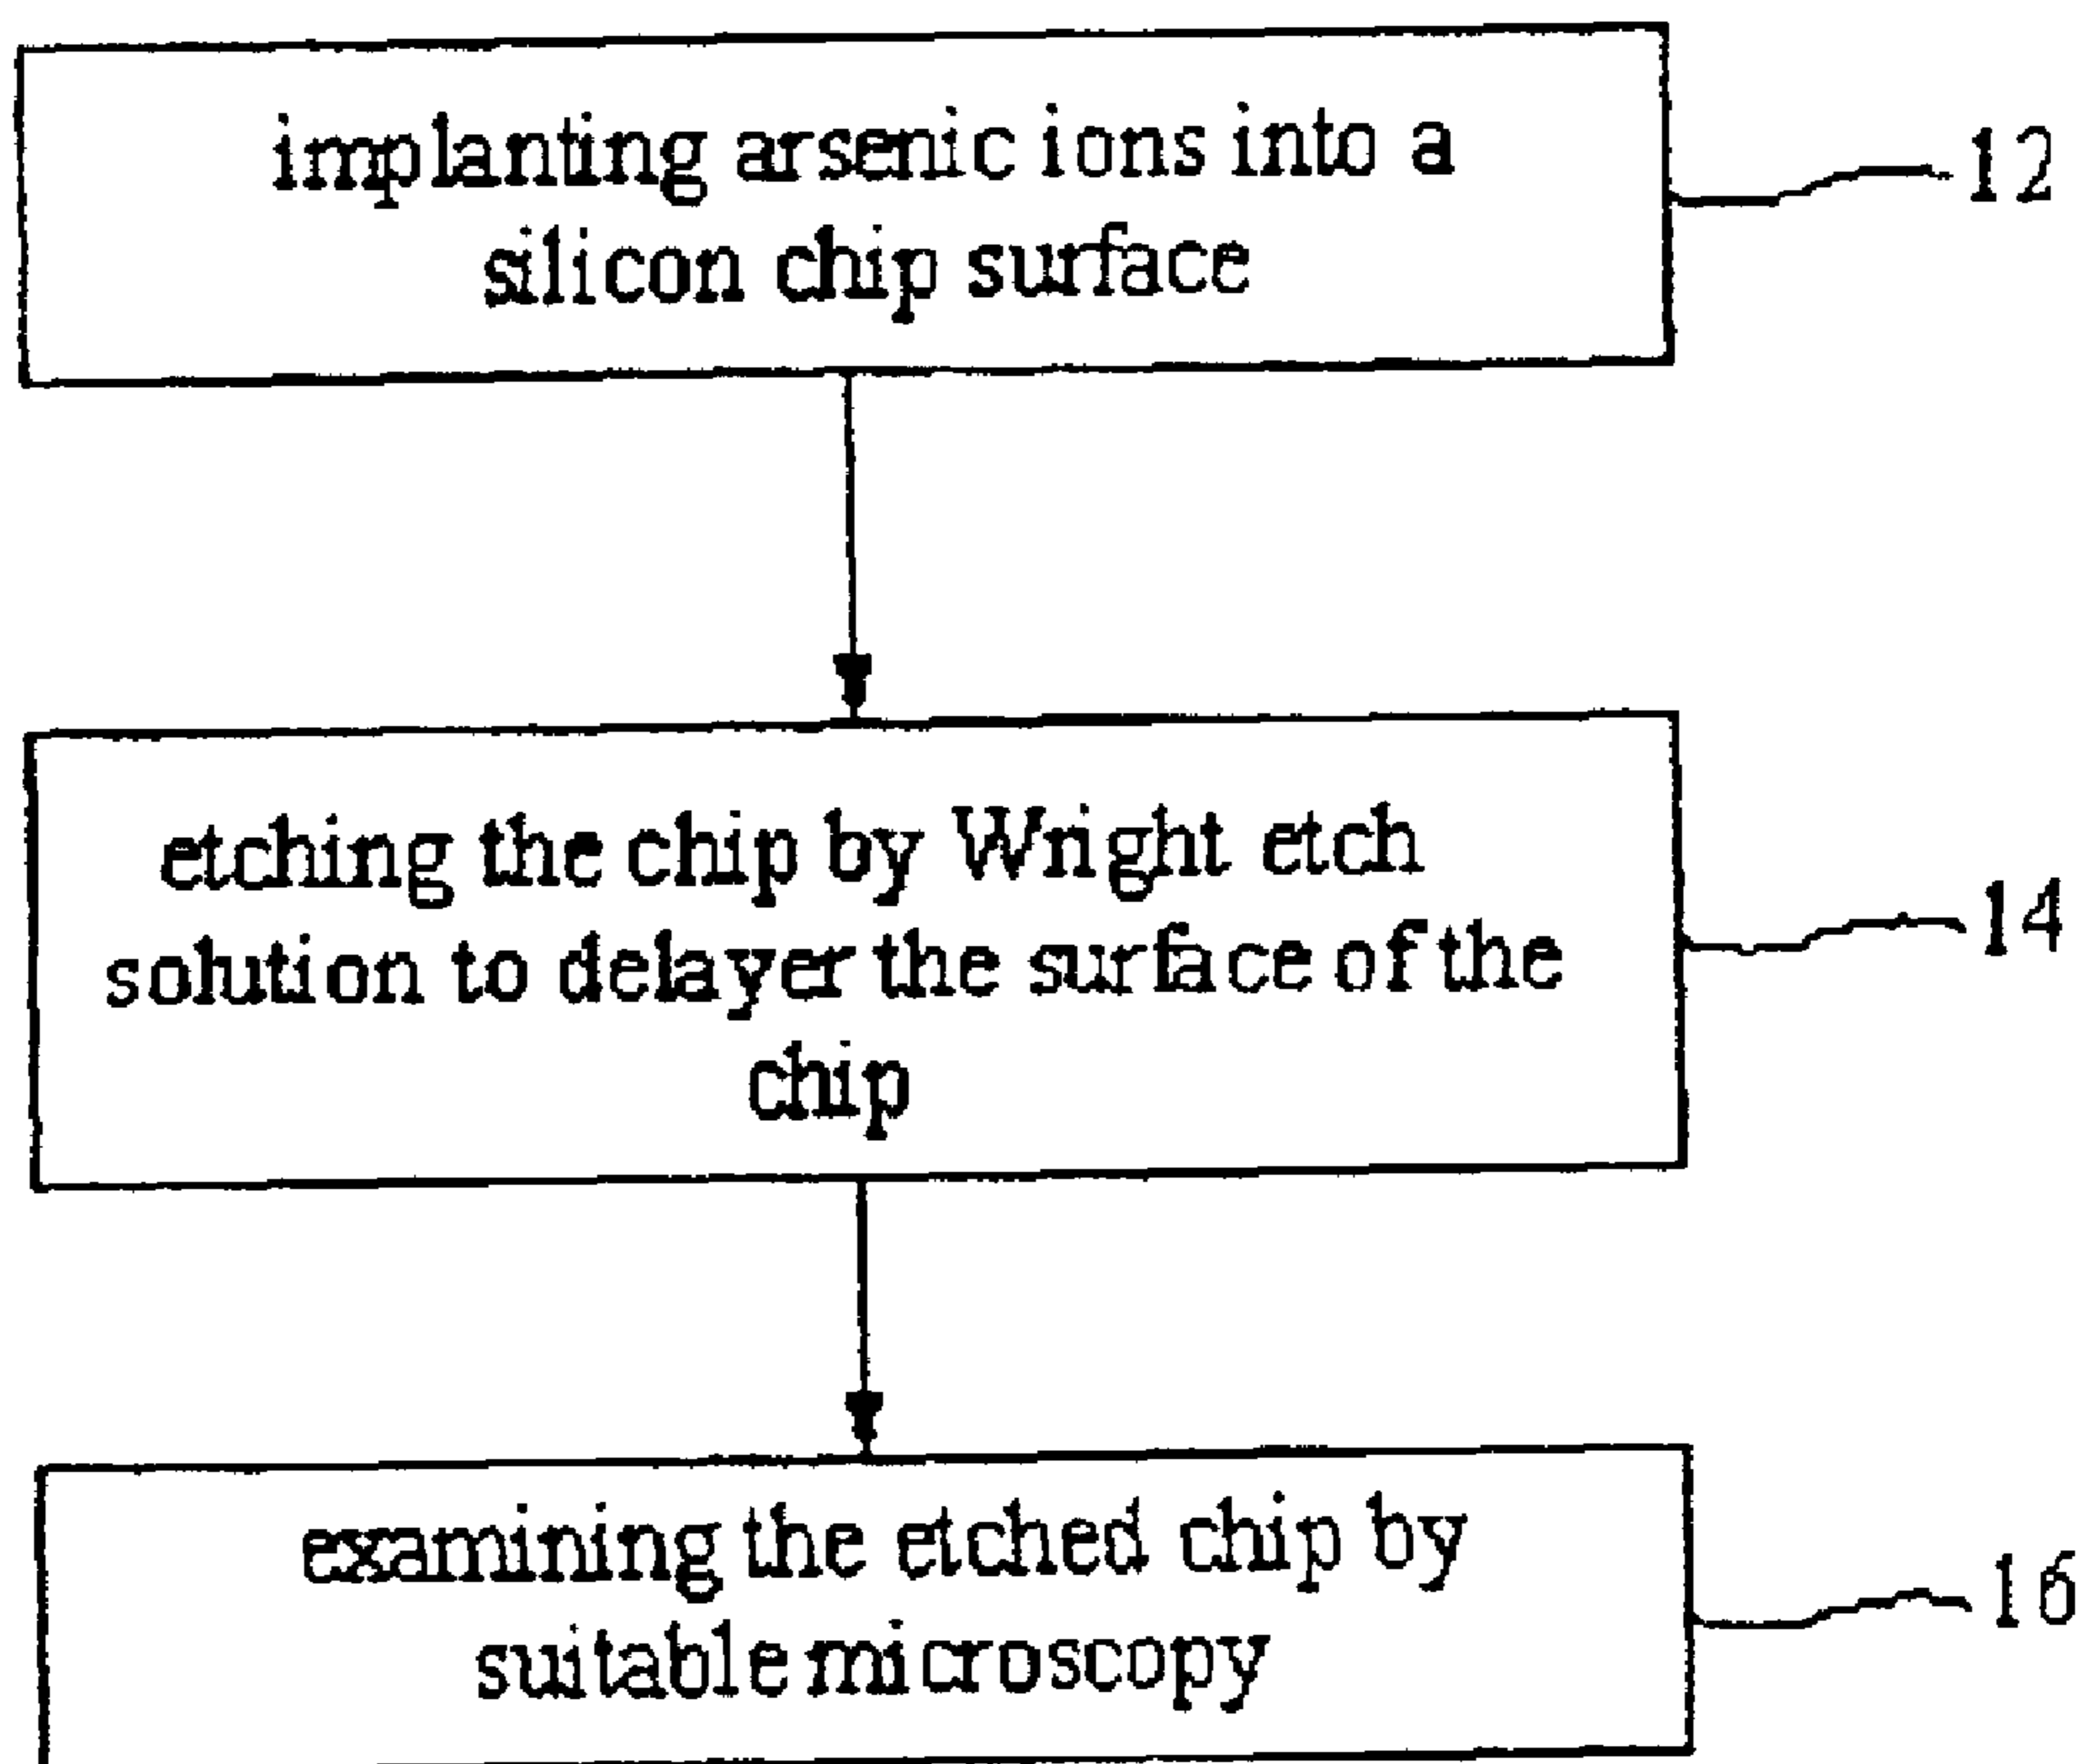 implanting arsenic ions into a
silicon chip surface
12
etching the chip by Wright etch
solution to delayer the surface of the
chip
14
examining the etched chip by
suitable microscopy
16